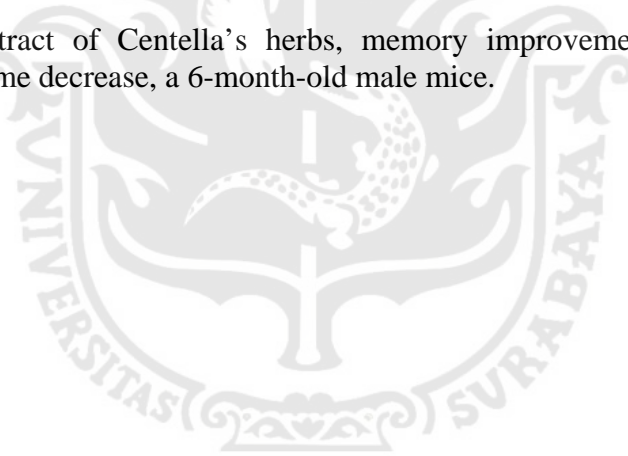 tract of Centella’s herbs, memory improveme
me decrease, a 6-month-old male mice.
UNIVERSITAS SURABAYA